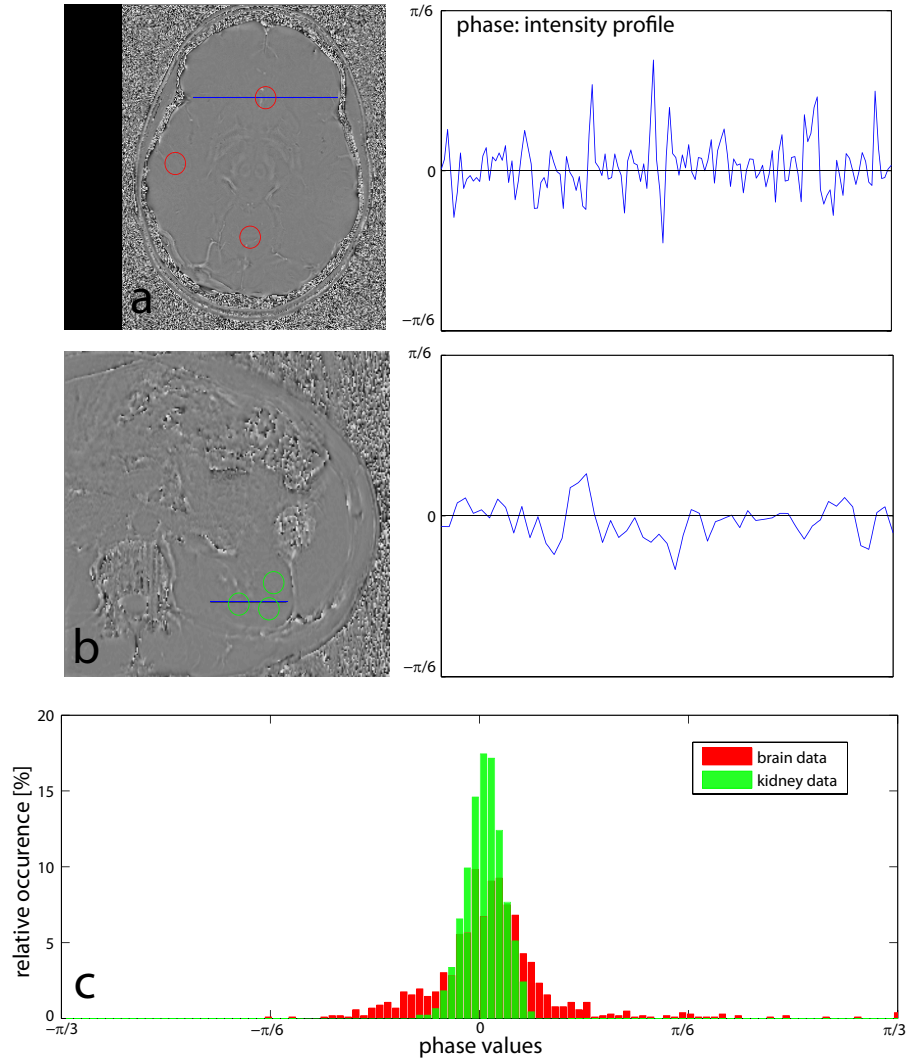 π/6
phase: intensity profile
0
−π/6
a
π/6
0
−π/6
b
20
15
10
5
0
relative occurence [%]
brain data
kidney data
c
−π/3
−π/6
0
π/6
π/3
phase values